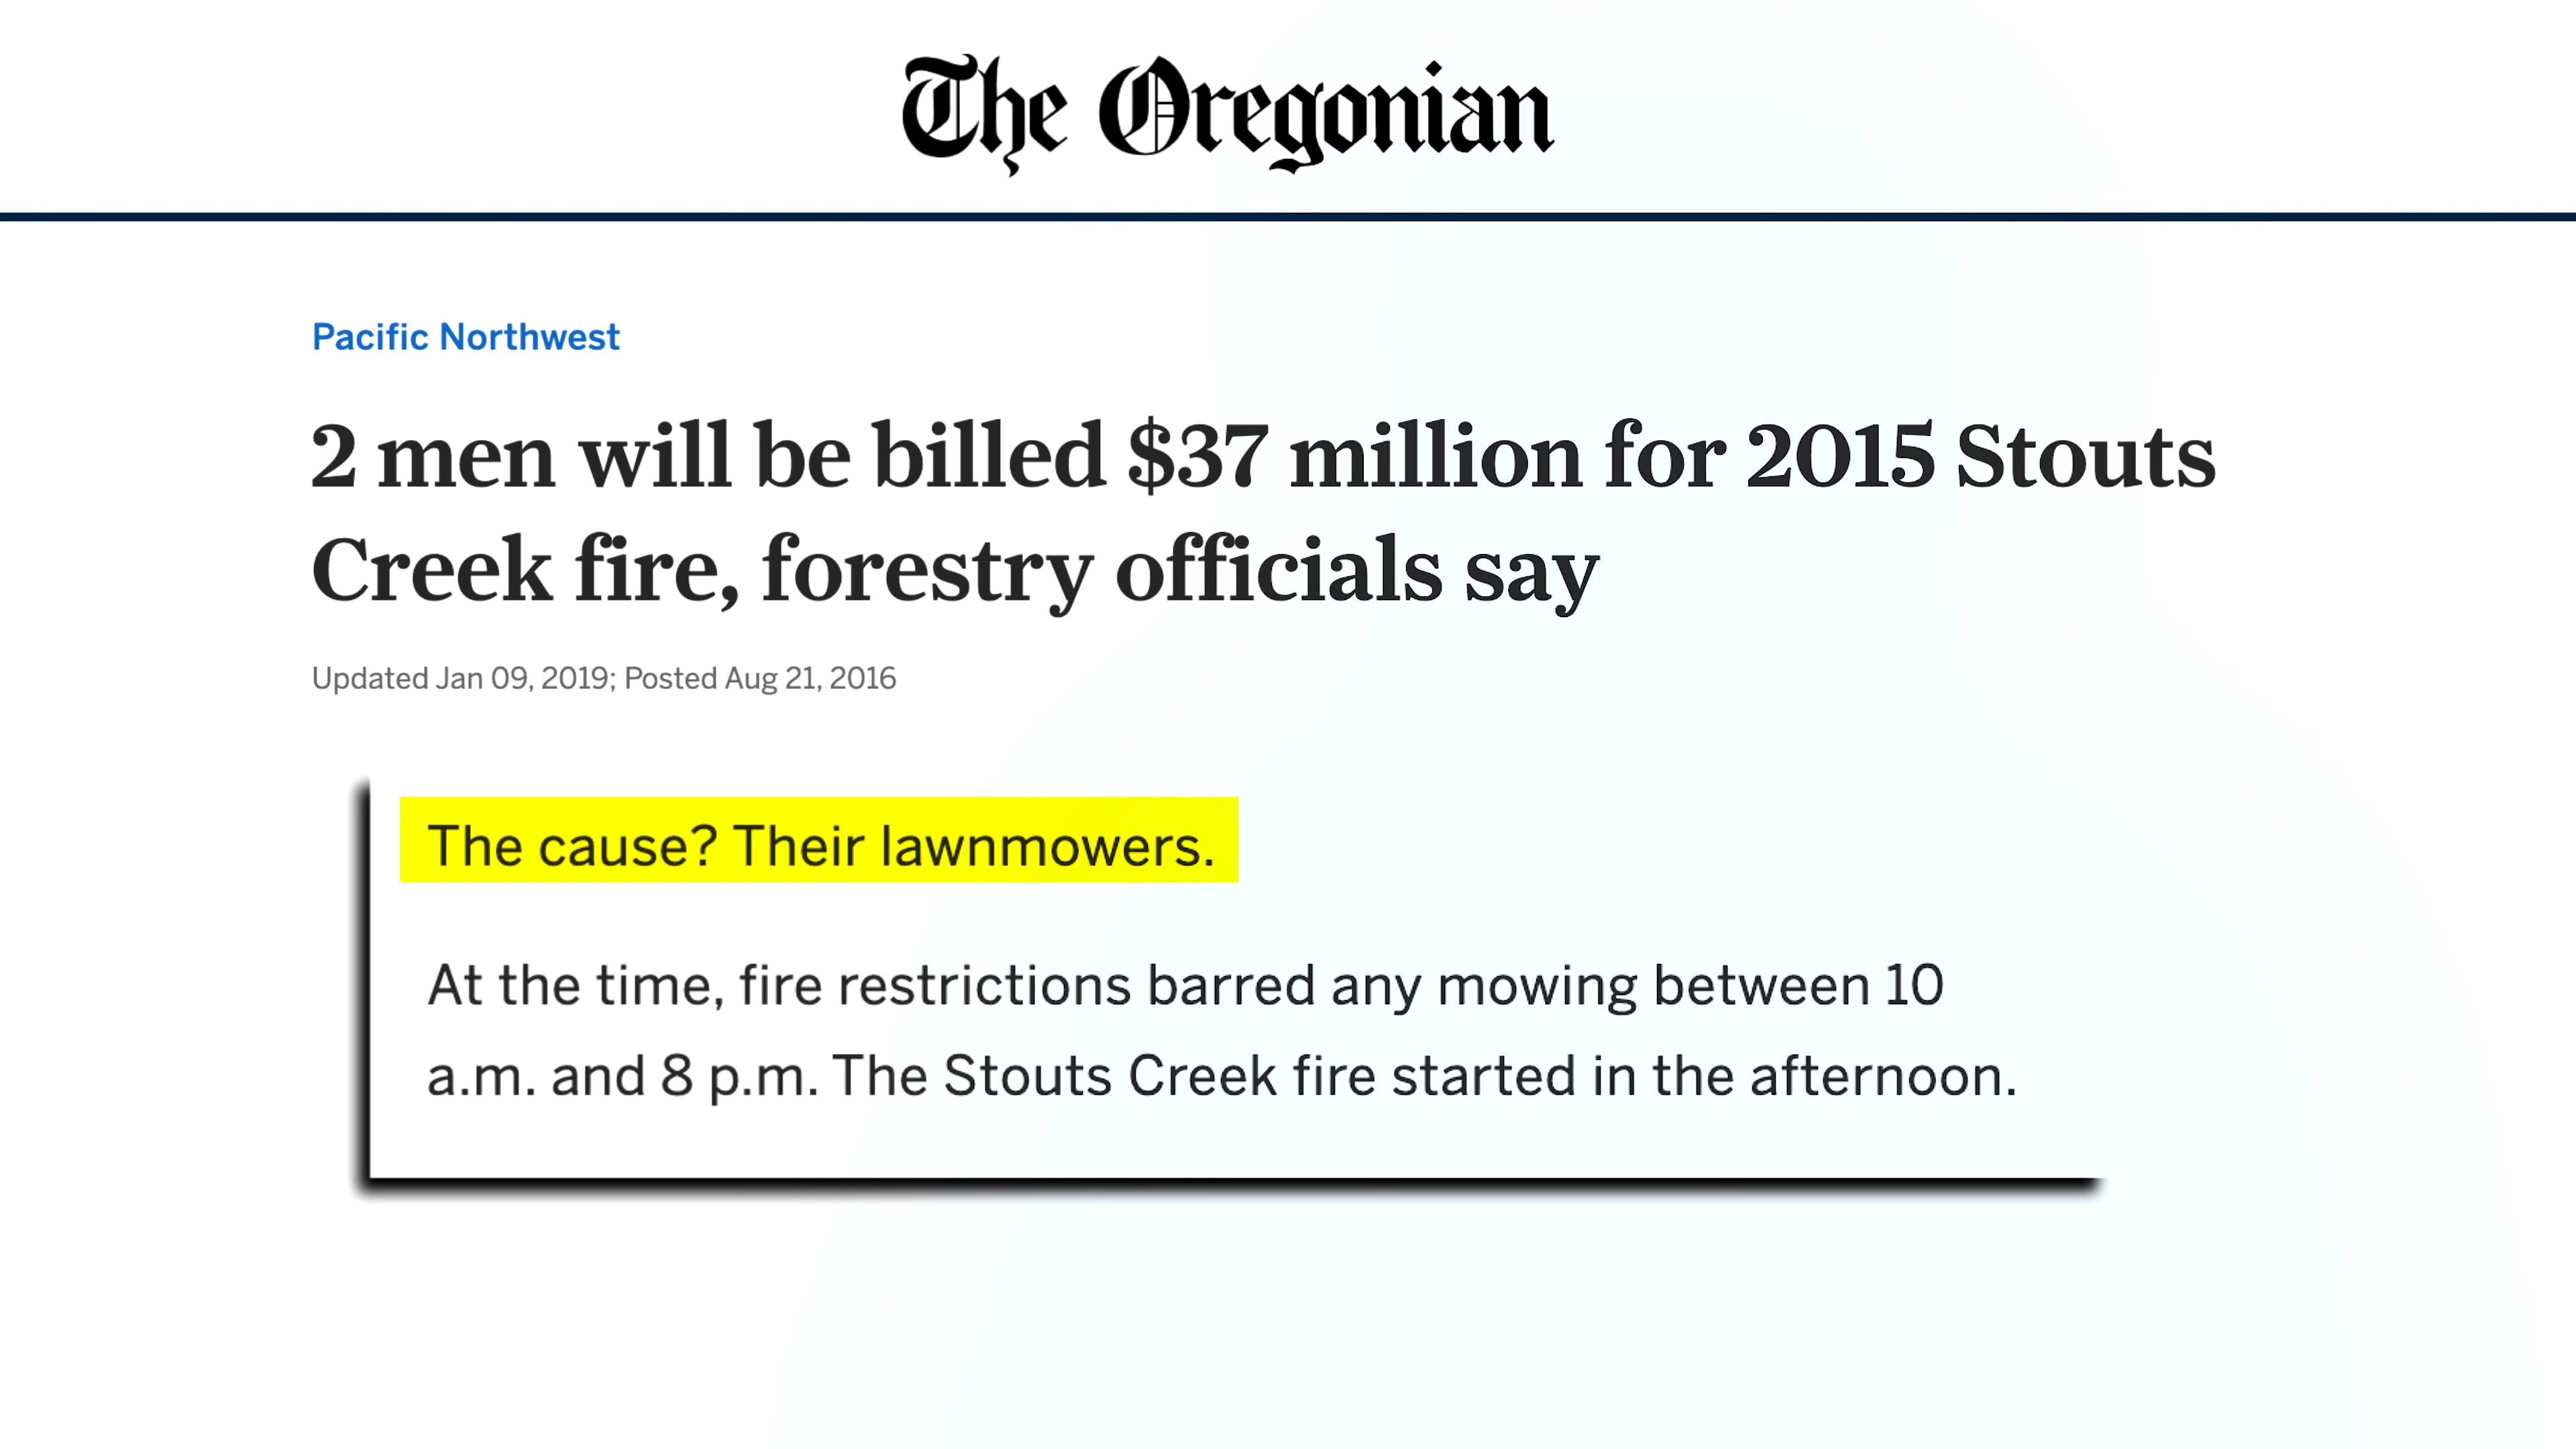 The Oregonian
Pacific Northwest
2 men will be billed $37 million for 2015 Stouts
Creek fire, forestry officials say
Updated Jan 09, 2019; Posted Aug 21, 2016
The cause? Their lawnmowers.
At the time, fire restrictions barred any mowing between 10
a.m. and 8 p.m. The Stouts Creek fire started in the afternoon.